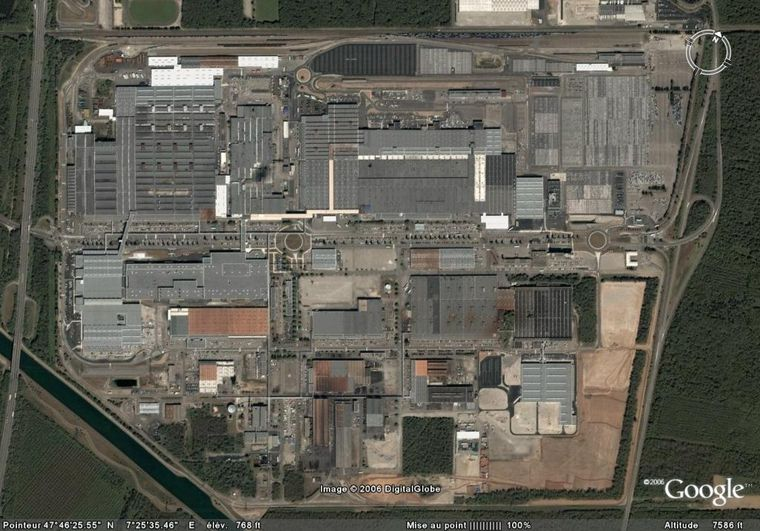 N
Image © 2006 DigitalGlobe
©2006 Google™
Pointeur 47°46'25.55" N 7°25'35.46" E élév. 768 ft Mise au point |||||||||| 100% Altitude 7586 ft